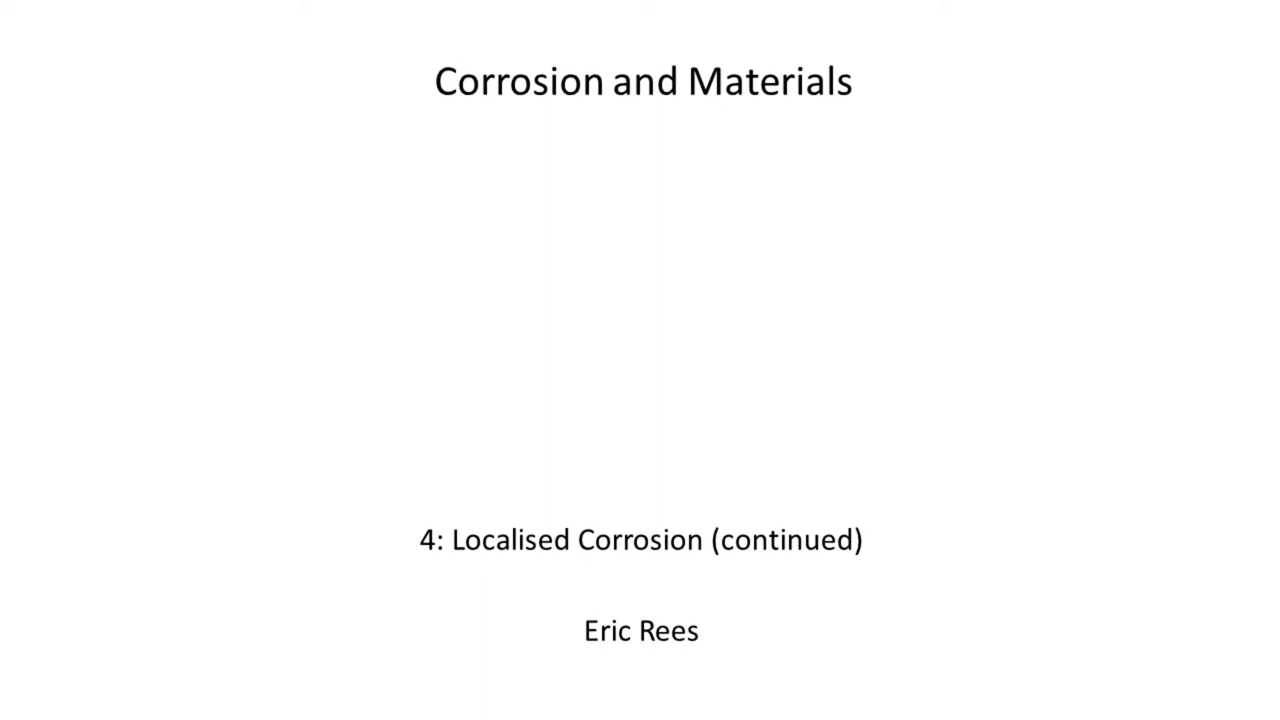 Corrosion and Materials
4: Localised Corrosion (continued)
Eric Rees